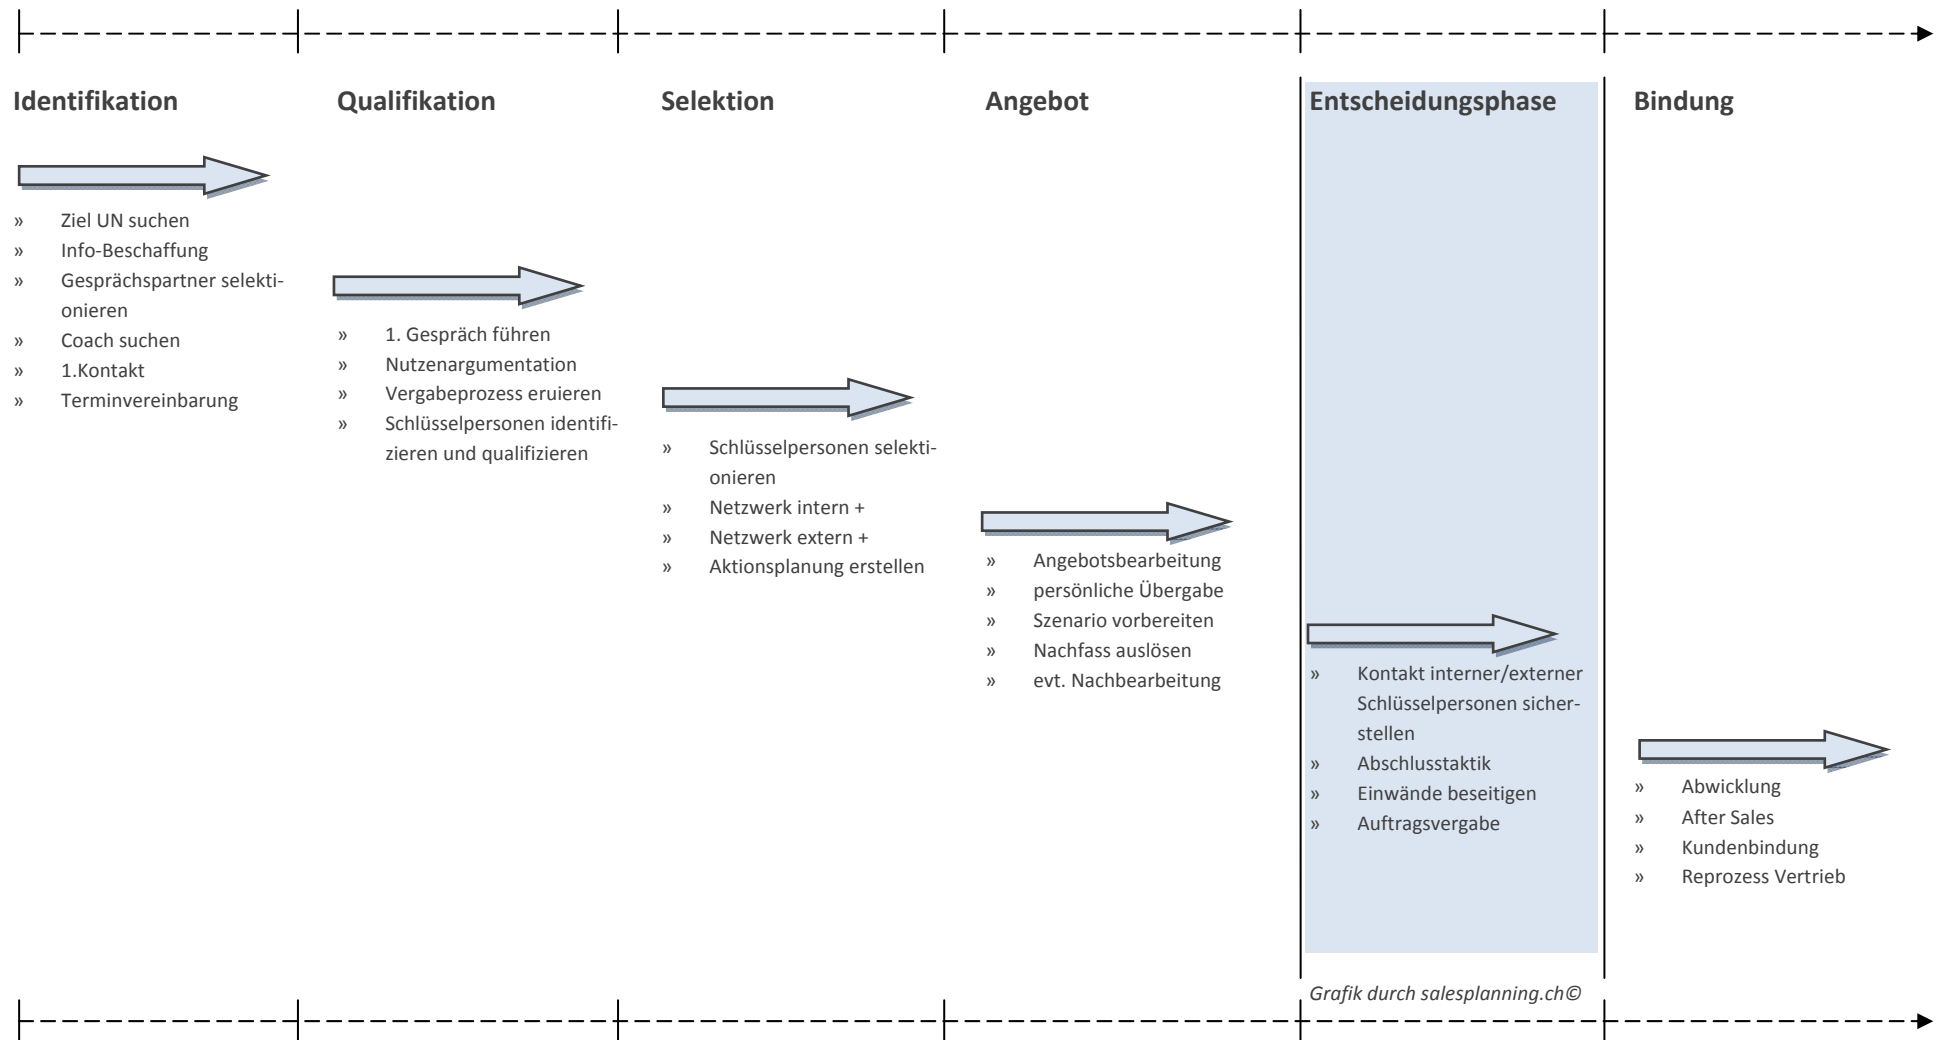 Identifikation
» Ziel UN suchen
» Info-Beschaffung
» Gesprächspartner selekti-
onieren
» Coach suchen
» 1.Kontakt
» Terminvereinbarung
Qualifikation
» 1. Gespräch führen
» Nutzenargumentation
» Vergabeprozess eruieren
» Schlüsselpersonen identifi-
zieren und qualifizieren
Selektion
» Schlüsselpersonen selekti-
onieren
» Netzwerk intern +
» Netzwerk extern +
» Aktionsplanung erstellen
Angebot
» Angebotsbearbeitung
» persönliche Übergabe
» Szenario vorbereiten
» Nachfass auslösen
» evt. Nachbearbeitung
Entscheidungsphase
» Kontakt interner/externer
Schlüsselpersonen sicher-
stellen
» Abschlusstaktik
» Einwände beseitigen
» Auftragsvergabe
Bindung
» Abwicklung
» After Sales
» Kundenbindung
» Reprozess Vertrieb
Grafik durch salesplanning.ch©